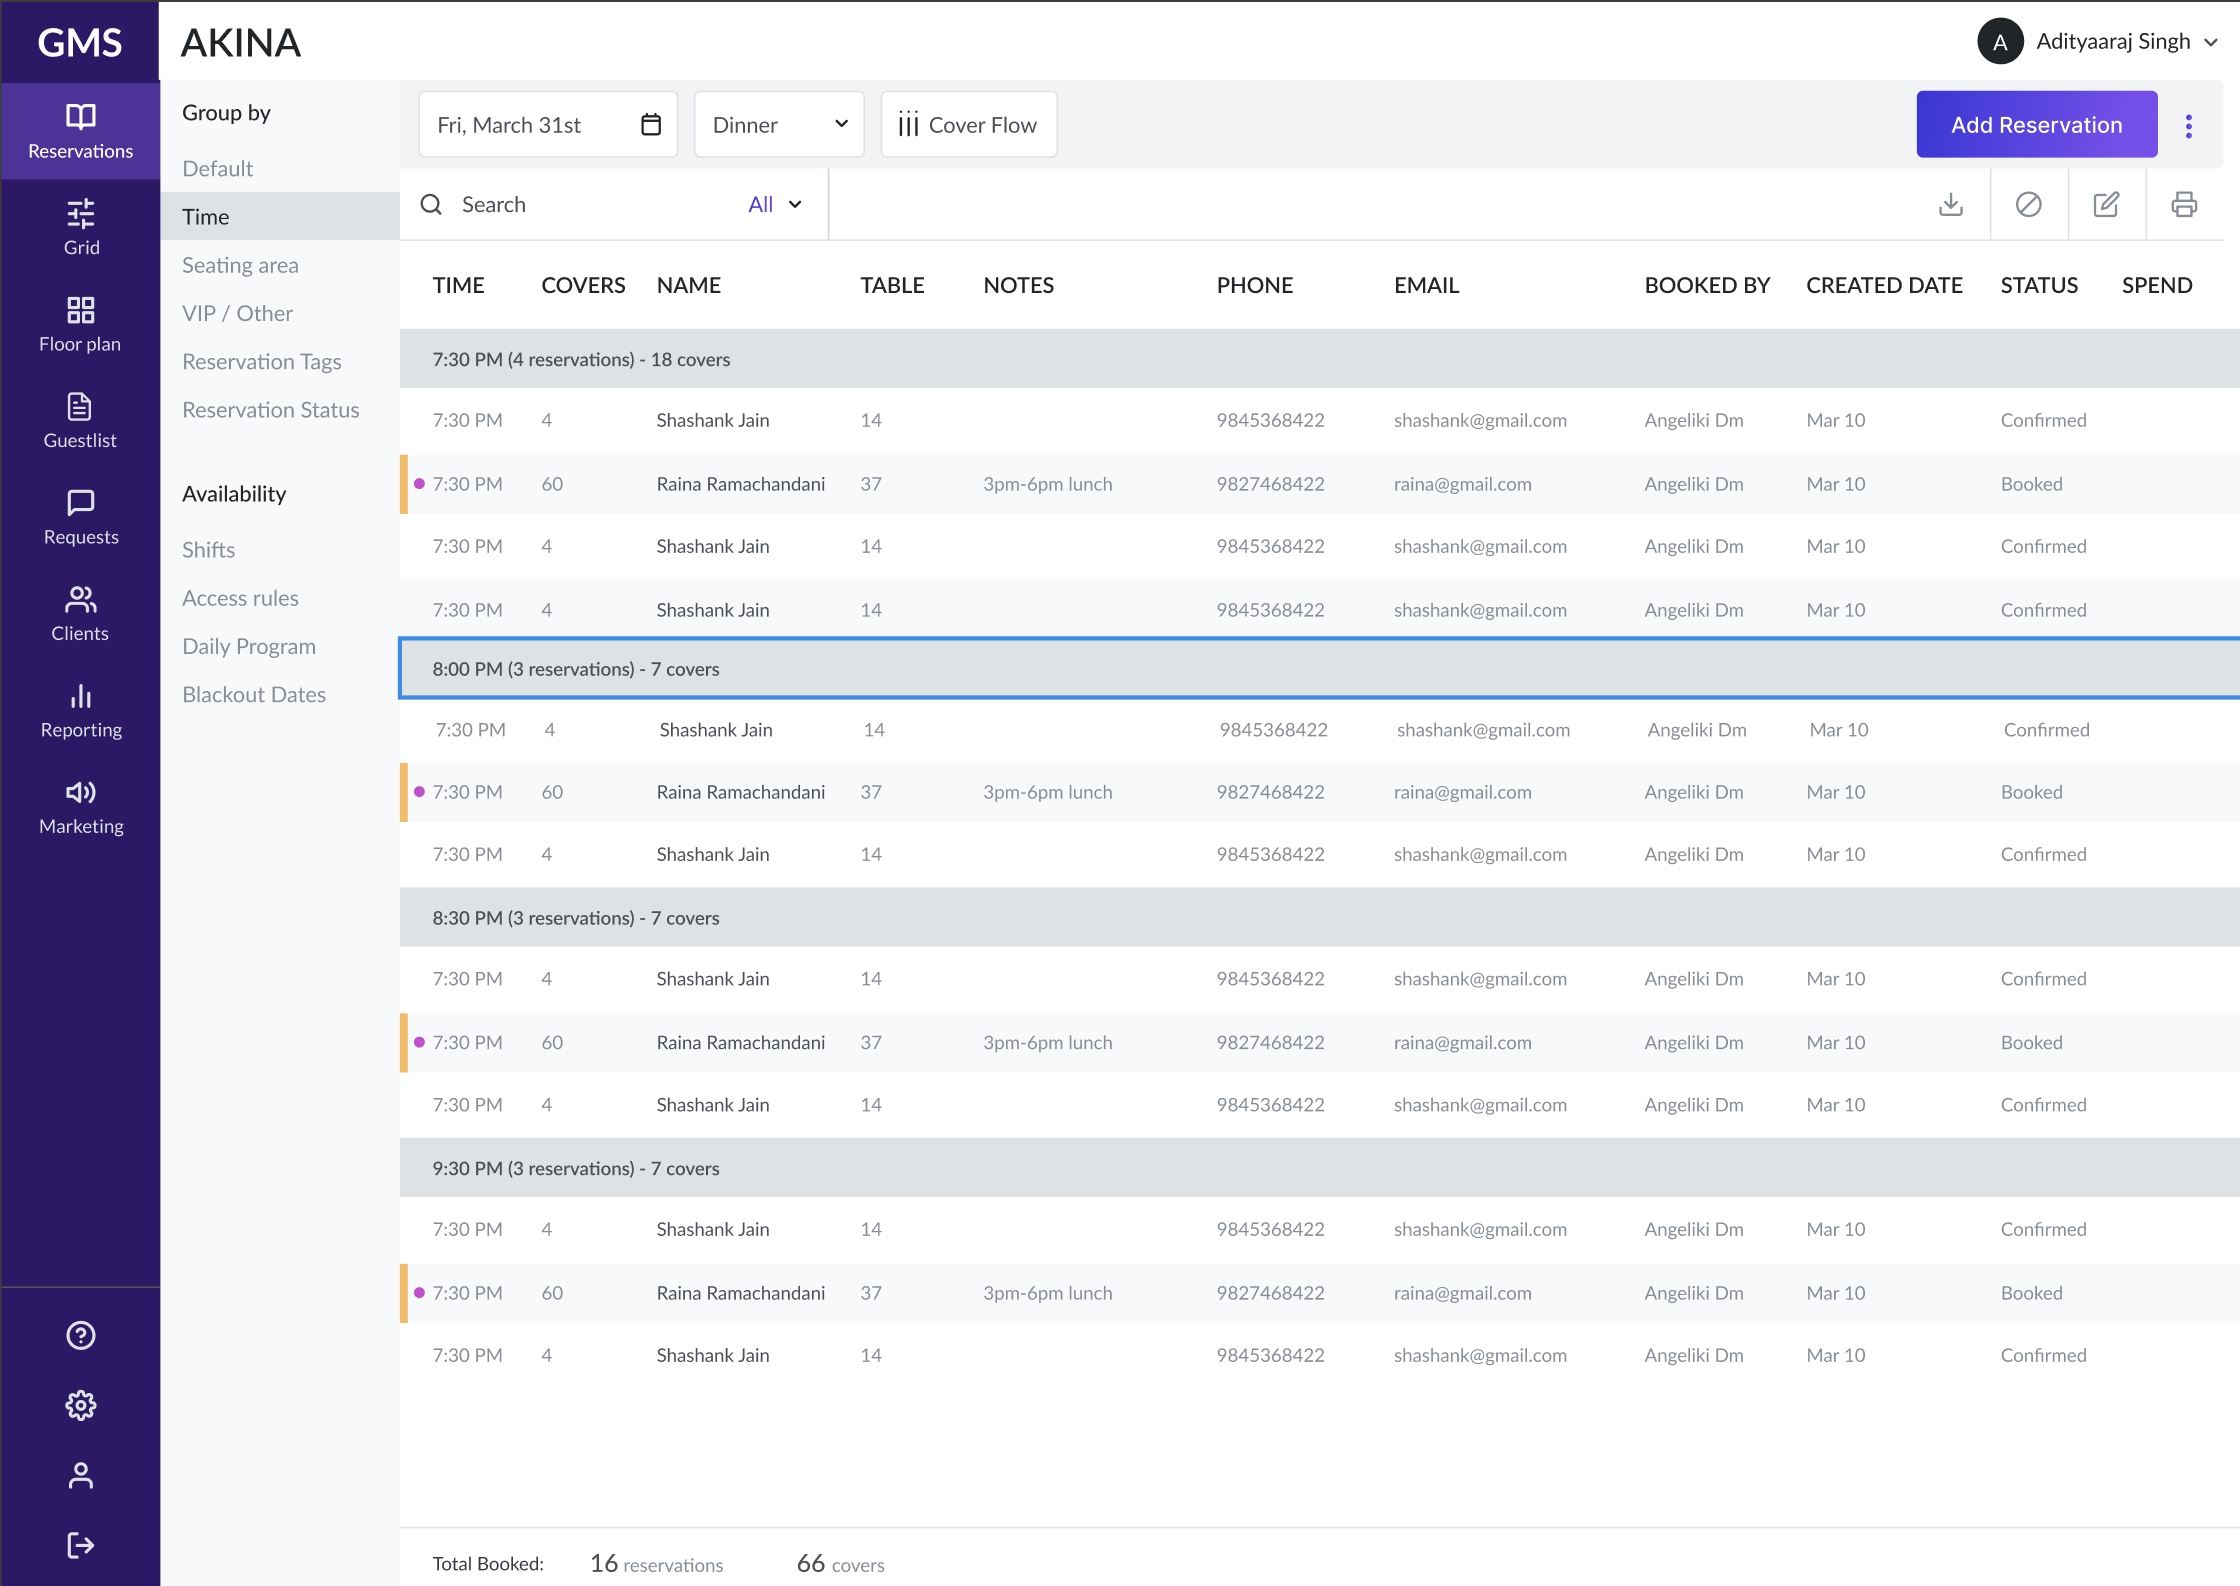 GMS
AKINA
A
Adityaaraj Singh
Reservations
Grid
Floor plan
Guestlist
Requests
Clients
Reporting
Marketing
Group by
Default
Time
Seating area
VIP / Other
Reservation Tags
Reservation Status
Availability
Shifts
Access rules
Daily Program
Blackout Dates
Fri, March 31st
Dinner
Cover Flow
Add Reservation
Search
All
TIME COVERS NAME TABLE NOTES PHONE EMAIL BOOKED BY CREATED DATE STATUS SPEND
7:30 PM (4 reservations) - 18 covers
7:30 PM 4 Shashank Jain 14 9845368422 shashank@gmail.com Angeliki Dm Mar 10 Confirmed
7:30 PM 60 Raina Ramachandani 37 3pm-6pm lunch 9827468422 raina@gmail.com Angeliki Dm Mar 10 Booked
7:30 PM 4 Shashank Jain 14 9845368422 shashank@gmail.com Angeliki Dm Mar 10 Confirmed
7:30 PM 4 Shashank Jain 14 9845368422 shashank@gmail.com Angeliki Dm Mar 10 Confirmed
8:00 PM (3 reservations) - 7 covers
7:30 PM 4 Shashank Jain 14 9845368422 shashank@gmail.com Angeliki Dm Mar 10 Confirmed
7:30 PM 60 Raina Ramachandani 37 3pm-6pm lunch 9827468422 raina@gmail.com Angeliki Dm Mar 10 Booked
7:30 PM 4 Shashank Jain 14 9845368422 shashank@gmail.com Angeliki Dm Mar 10 Confirmed
8:30 PM (3 reservations) - 7 covers
7:30 PM 4 Shashank Jain 14 9845368422 shashank@gmail.com Angeliki Dm Mar 10 Confirmed
7:30 PM 60 Raina Ramachandani 37 3pm-6pm lunch 9827468422 raina@gmail.com Angeliki Dm Mar 10 Booked
7:30 PM 4 Shashank Jain 14 9845368422 shashank@gmail.com Angeliki Dm Mar 10 Confirmed
9:30 PM (3 reservations) - 7 covers
7:30 PM 4 Shashank Jain 14 9845368422 shashank@gmail.com Angeliki Dm Mar 10 Confirmed
7:30 PM 60 Raina Ramachandani 37 3pm-6pm lunch 9827468422 raina@gmail.com Angeliki Dm Mar 10 Booked
7:30 PM 4 Shashank Jain 14 9845368422 shashank@gmail.com Angeliki Dm Mar 10 Confirmed
Total Booked: 16 reservations 66 covers